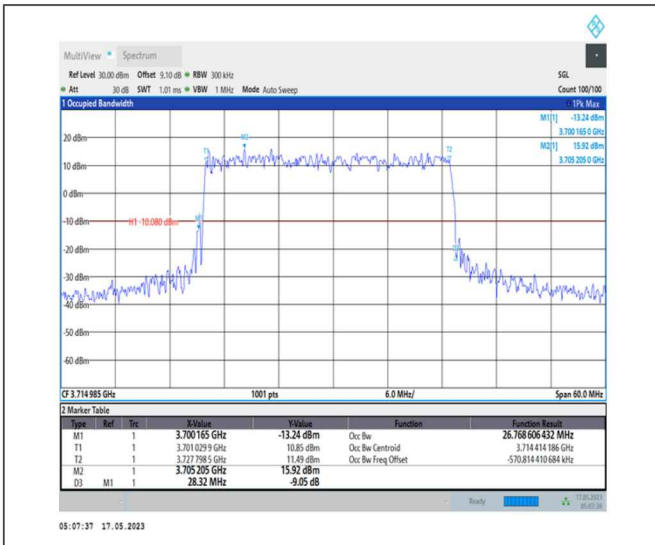 MultiView Spectrum
Ref Level 30.00 dBm Offset 9.10 dB RBW 300 kHz SGL
Att 30 dB SWT 1.01 ms VBW 1 MHz Mode Auto Sweep Count 100/100
1 Occupied Bandwidth 1Pk Max
M1[1] -13.24 dBm
3.700 165 0 GHz
M2[1] 15.92 dBm
3.705 205 0 GHz
20 dBm
M2
T1
T2
10 dBm
0 dBm
-10 dBm
H1 -10.080 dBm
M1
-20 dBm
D3
-30 dBm
-40 dBm
-50 dBm
-60 dBm
CF 3.714 985 GHz 1001 pts 6.0 MHz/ Span 60.0 MHz
2 Marker Table
Type Ref Trc X-Value Y-Value Function Function Result
M1 1 3.700165 GHz -13.24 dBm Occ Bw 26.768 606 432 MHz
T1 1 3.701 029 9 GHz 10.85 dBm Occ Bw Centroid 3.714 414 186 GHz
T2 1 3.727 798 5 GHz 11.49 dBm Occ Bw Freq Offset -570.814 410 684 kHz
M2 1 3.705 205 GHz 15.92 dBm
D3 M1 1 28.32 MHz -9.05 dB
Ready 17.05.2023
05:07:36
05:07:37 17.05.2023